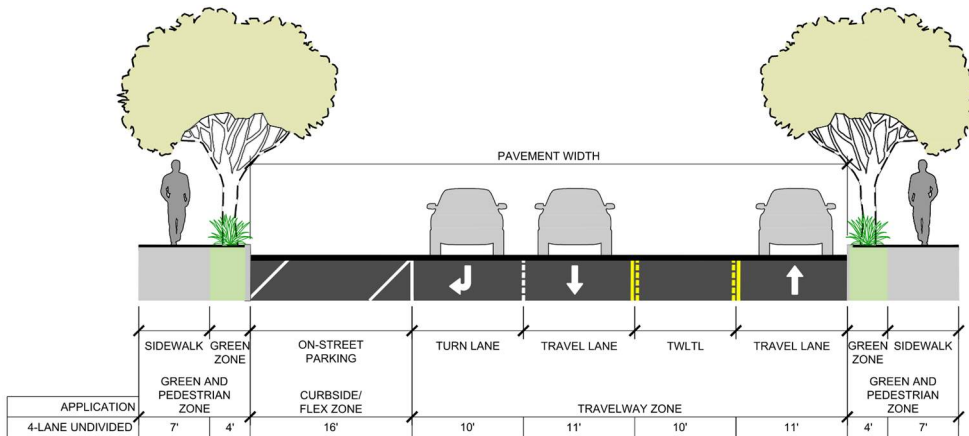 PAVEMENT WIDTH
SIDEWALK GREEN ON-STREET TURN LANE TRAVEL LANE TWLTL TRAVEL LANE GREEN SIDEWALK
ZONE PARKING ZONE
GREEN AND CURBSIDE/ GREEN AND
PEDESTRIAN FLEX ZONE PEDESTRIAN
ZONE TRAVELWAY ZONE ZONE
APPLICATION
4-LANE UNDIVIDED 7' 4' 16' 10' 11' 10' 11' 4' 7'